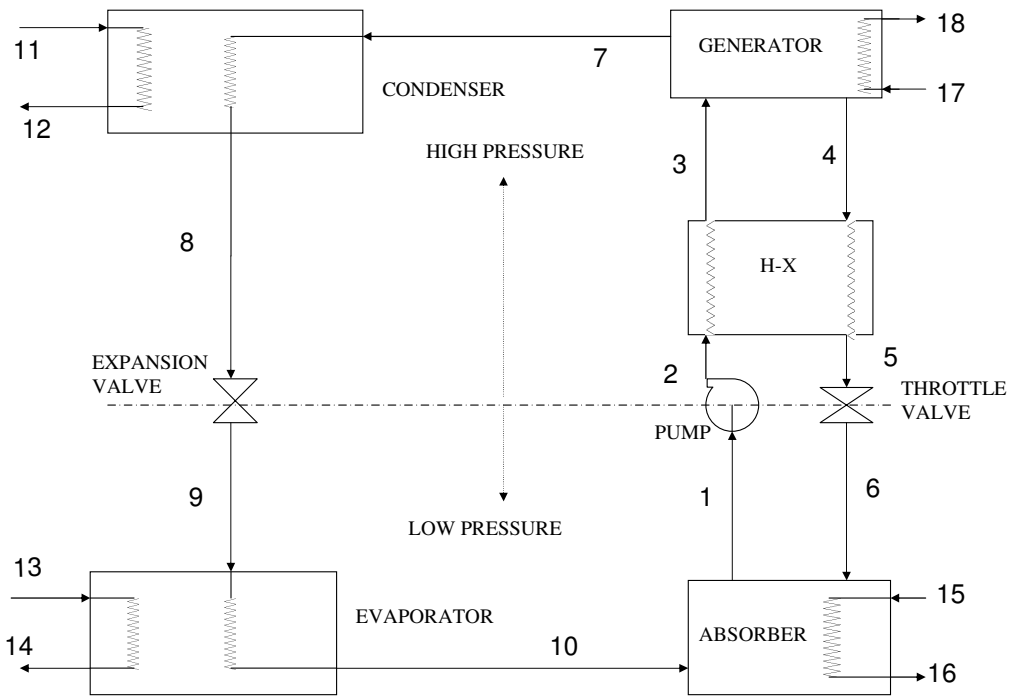 11
12
CONDENSER
7
GENERATOR
18
17
HIGH PRESSURE
3
4
8
H-X
EXPANSION
VALVE
2
5
PUMP
THROTTLE
VALVE
9
1
6
LOW PRESSURE
13
14
EVAPORATOR
10
ABSORBER
15
16